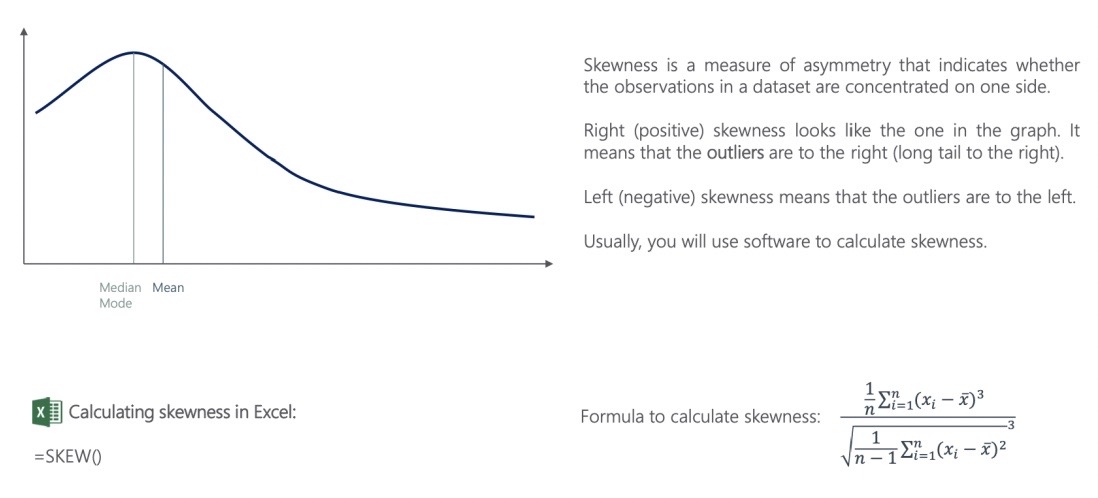 Skewness is a measure of asymmetry that indicates whether
the observations in a dataset are concentrated on one side.
Right (positive) skewness looks like the one in the graph. It
means that the outliers are to the right (long tail to the right).
Left (negative) skewness means that the outliers are to the left.
Usually, you will use software to calculate skewness.
Median Mean
Mode
X Calculating skewness in Excel:
=SKEW()
Formula to calculate skewness: \frac{\frac{1}{n}\sum_{i=1}^{n}(x_i - \bar{x})^3}{\sqrt{\frac{1}{n-1}\sum_{i=1}^{n}(x_i - \bar{x})^2}^3}